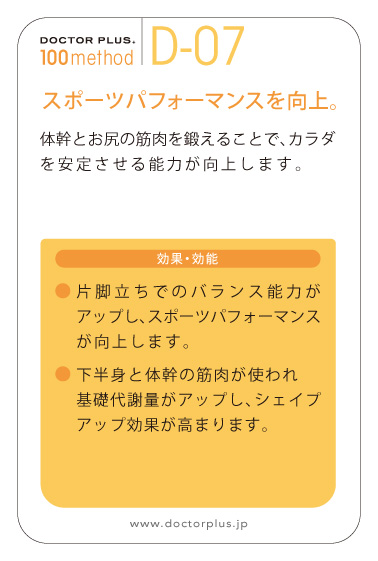 DOCTOR PLUS.
100method
D-07
スポーツパフォーマンスを向上。
体幹とお尻の筋肉を鍛えることで、カラダ
を安定させる能力が向上します。
効果・効能
● 片脚立ちでのバランス能力が
アップし、スポーツパフォーマンス
が向上します。
● 下半身と体幹の筋肉が使われ
基礎代謝量がアップし、シェイプ
アップ効果が高まります。
www.doctorplus.jp